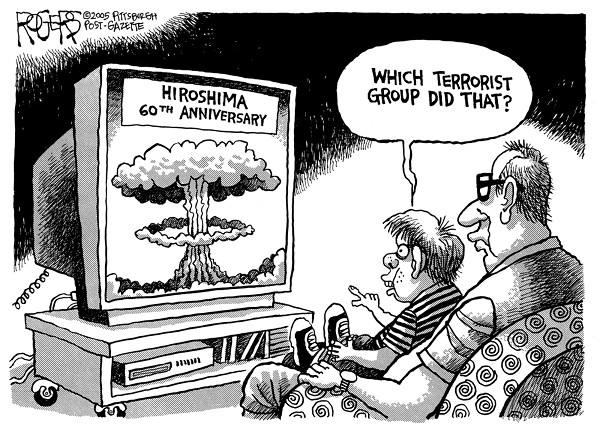 ROGERS
©2005 PITTSBURGH
POST-GAZETTE
HIROSHIMA
60TH ANNIVERSARY
WHICH TERRORIST
GROUP DID THAT?